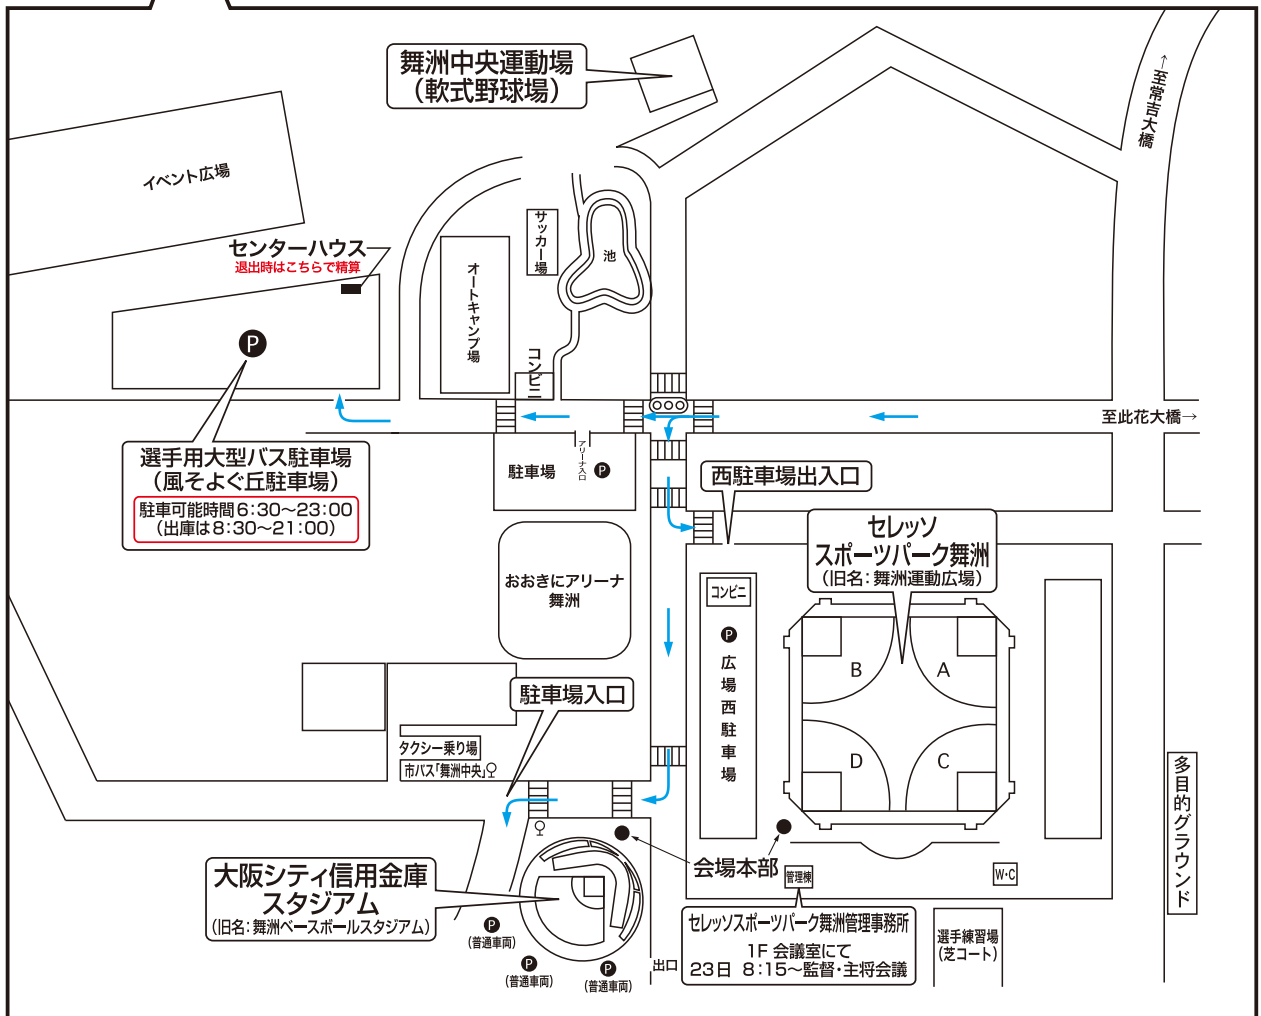 舞洲中央運動場
（軟式野球場）
←至常吉大橋
イベント広場
センターハウス
退出時はこちらで精算
サッカー場
池
オートキャンプ場
コンビニ
P
至此花大橋→
選手用大型バス駐車場
（風そよぐ丘駐車場）
駐車可能時間6:30～23:00
（出庫は8:30～21:00）
駐車場
アリーナ入口
P
西駐車場出入口
セレッソ
スポーツパーク舞洲
（旧名：舞洲運動広場）
おおきにアリーナ
舞洲
コンビニ
P
広場西駐車場
B
A
D
C
駐車場入口
タクシー乗り場
市バス「舞洲中央」
多目的グラウンド
会場本部
管理棟
W・C
大阪シティ信用金庫
スタジアム
（旧名：舞洲ベースボールスタジアム）
P
（普通車両）
P
（普通車両）
P
（普通車両）
出口
セレッソスポーツパーク舞洲管理事務所
1F 会議室にて
23日 8:15～監督・主将会議
選手練習場
（芝コート）